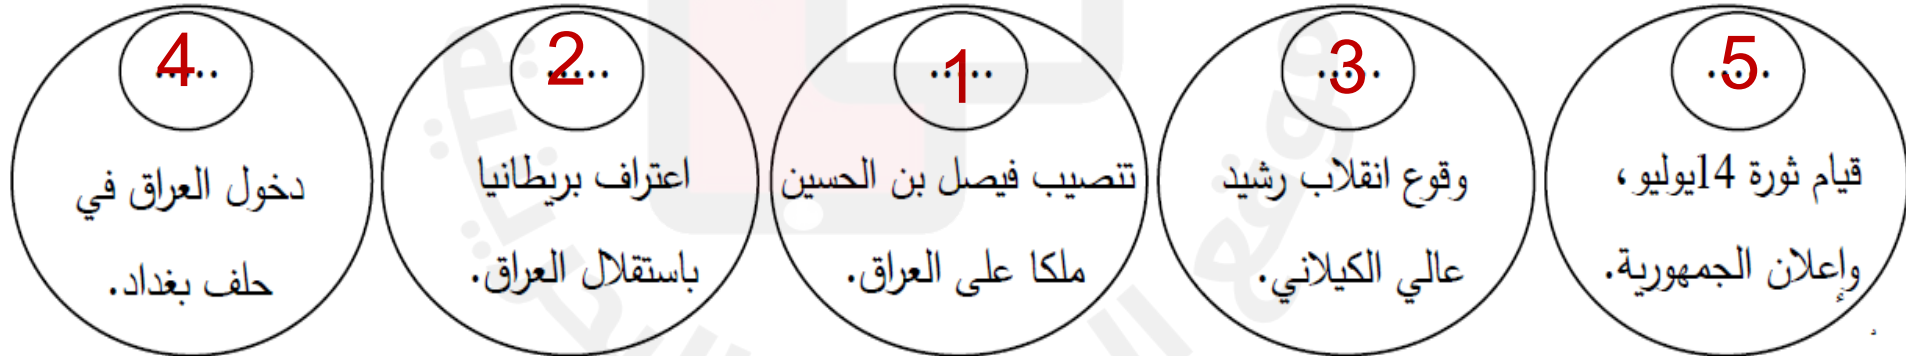 5
قيام ثورة 14يوليو،
وإعلان الجمهورية.
3
وقوع انقلاب رشيد
عالي الكيلاني.
1
تنصيب فيصل بن الحسين
ملكا على العراق.
2
اعتراف بريطانيا
باستقلال العراق.
4
دخول العراق في
حلف بغداد.